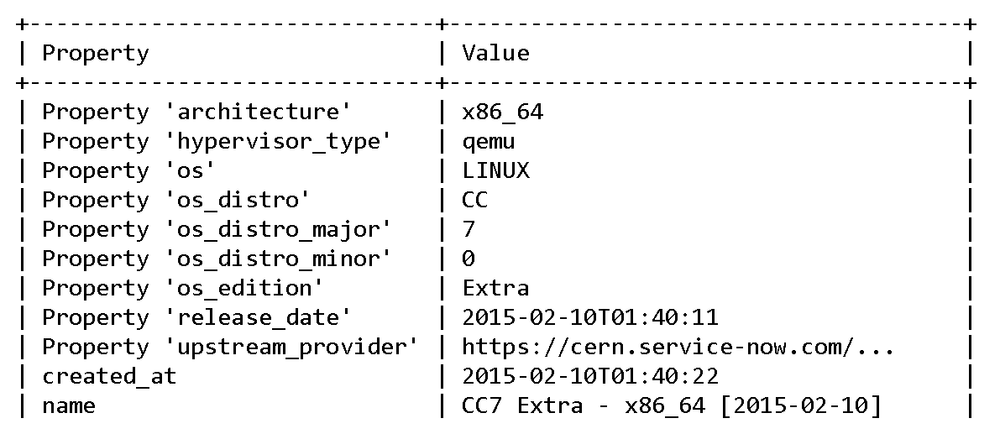 +------------------------------+--------------------------------------+
| Property                     | Value                                |
+------------------------------+--------------------------------------+
| Property 'architecture'      | x86_64                               |
| Property 'hypervisor_type'   | qemu                                 |
| Property 'os'                | LINUX                                |
| Property 'os_distro'         | CC                                   |
| Property 'os_distro_major'   | 7                                    |
| Property 'os_distro_minor'   | 0                                    |
| Property 'os_edition'        | Extra                                |
| Property 'release_date'      | 2015-02-10T01:40:11                  |
| Property 'upstream_provider' | https://cern.service-now.com/...     |
| created_at                   | 2015-02-10T01:40:22                  |
| name                         | CC7 Extra - x86_64 [2015-02-10]      |